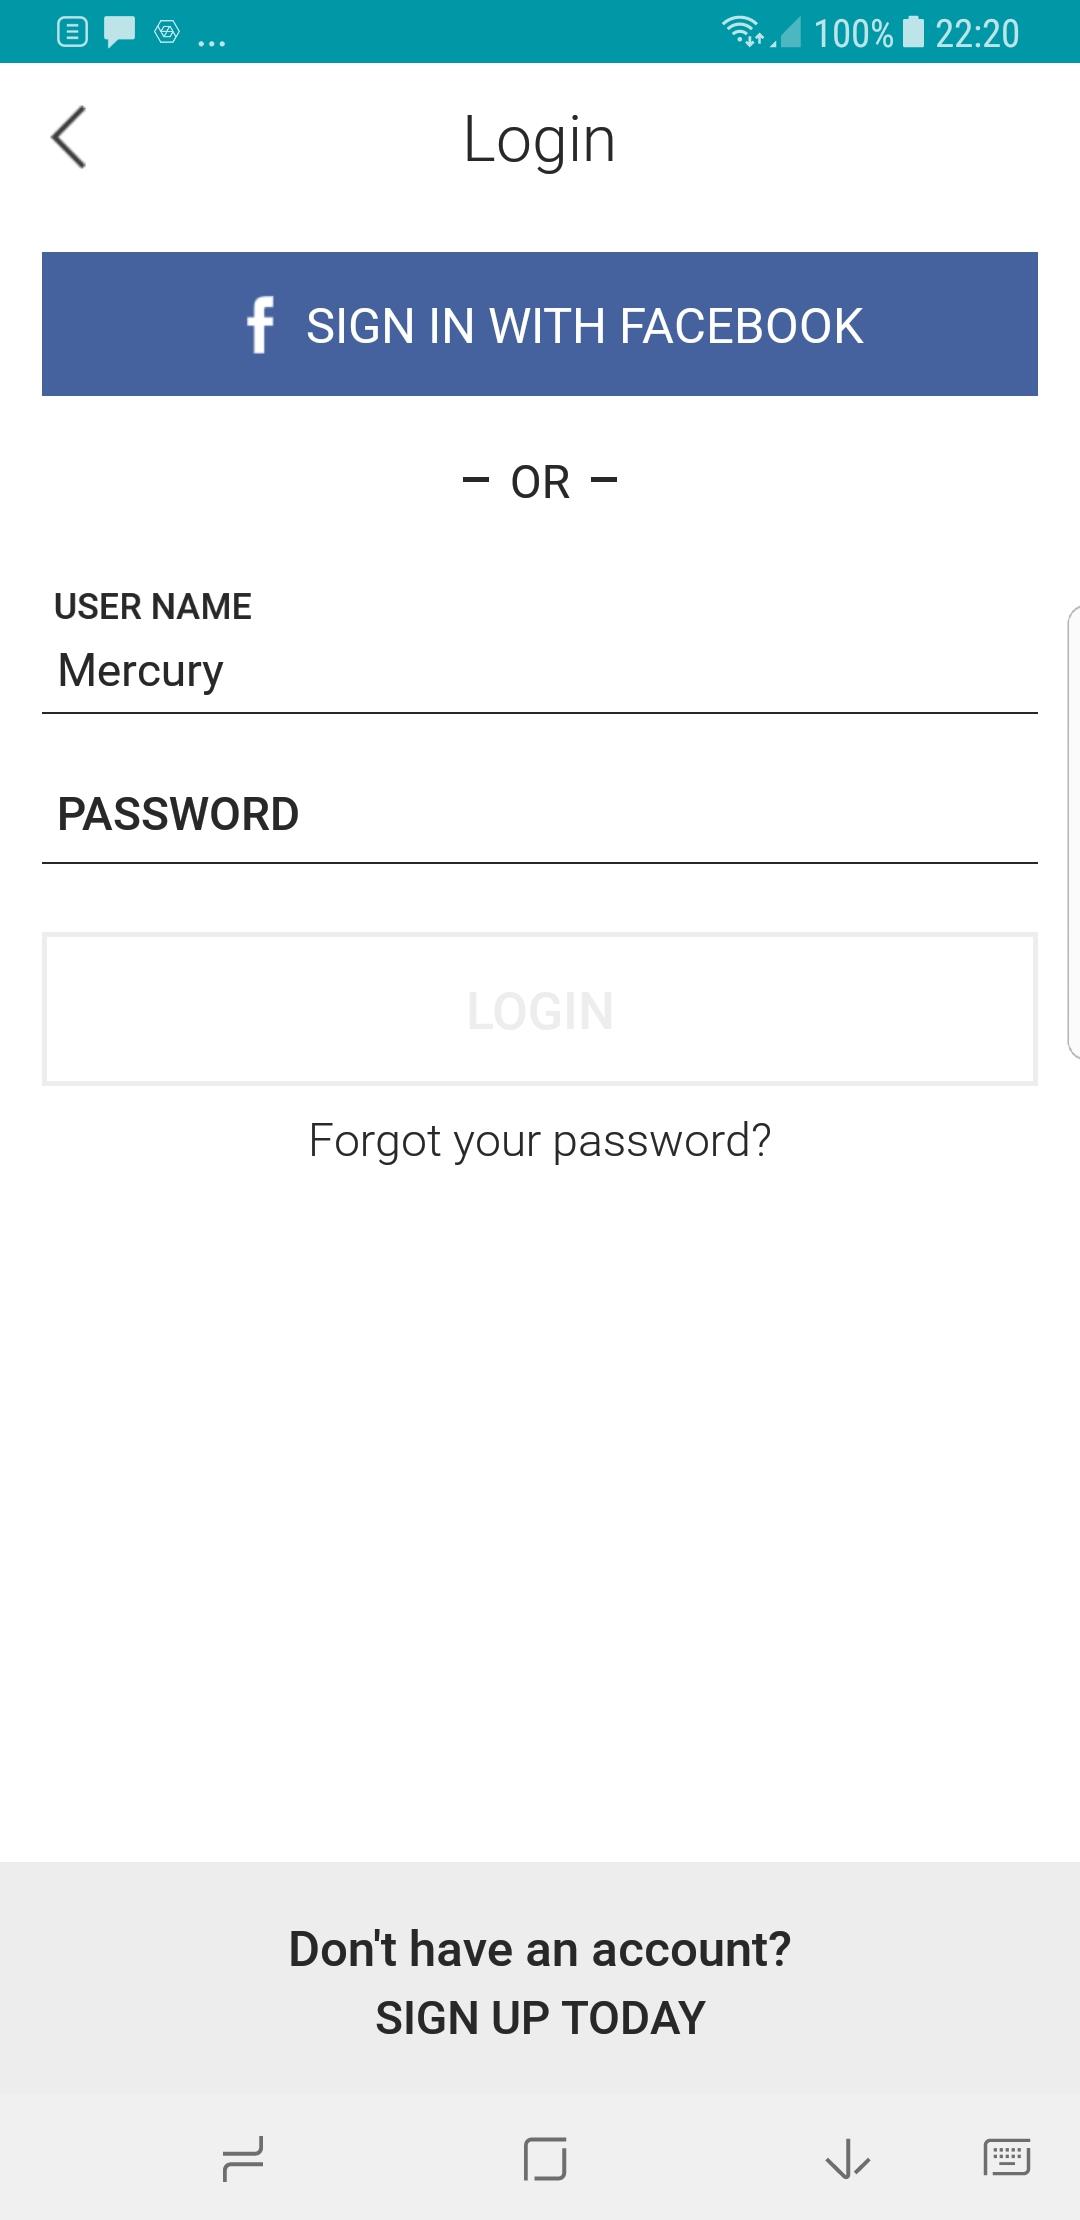 100% 22:20
Login
f SIGN IN WITH FACEBOOK
– OR –
USER NAME
Mercury
PASSWORD
LOGIN
Forgot your password?
Don't have an account?
SIGN UP TODAY